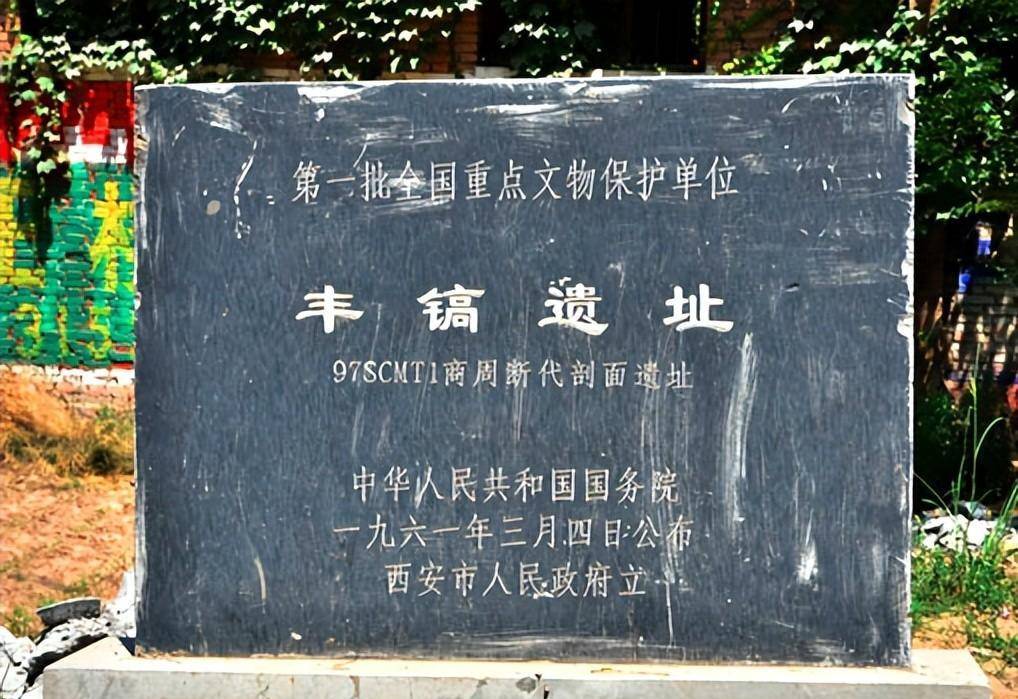 第一批全国重点文物保护单位
丰镐遗址
97SCMT1商周断代剖面遗址
中华人民共和国国务院
一九六一年三月四日公布
西安市人民政府立